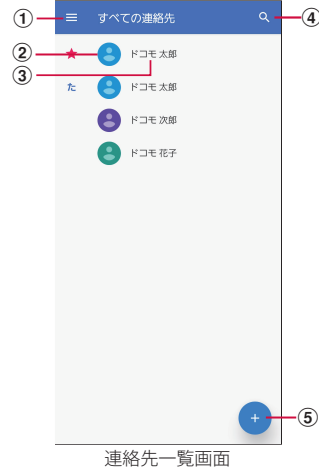 ① すべての連絡先 ④
② ドコモ 太郎
③
た ドコモ 太郎
ドコモ 次郎
ドコモ 花子
+ ⑤
連絡先一覧画面